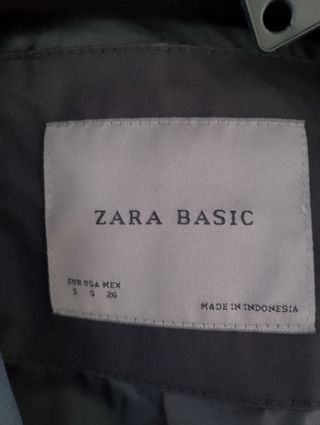 ZARA BASIC
EUR USA MEX
S S 26
MADE IN INDONESIA